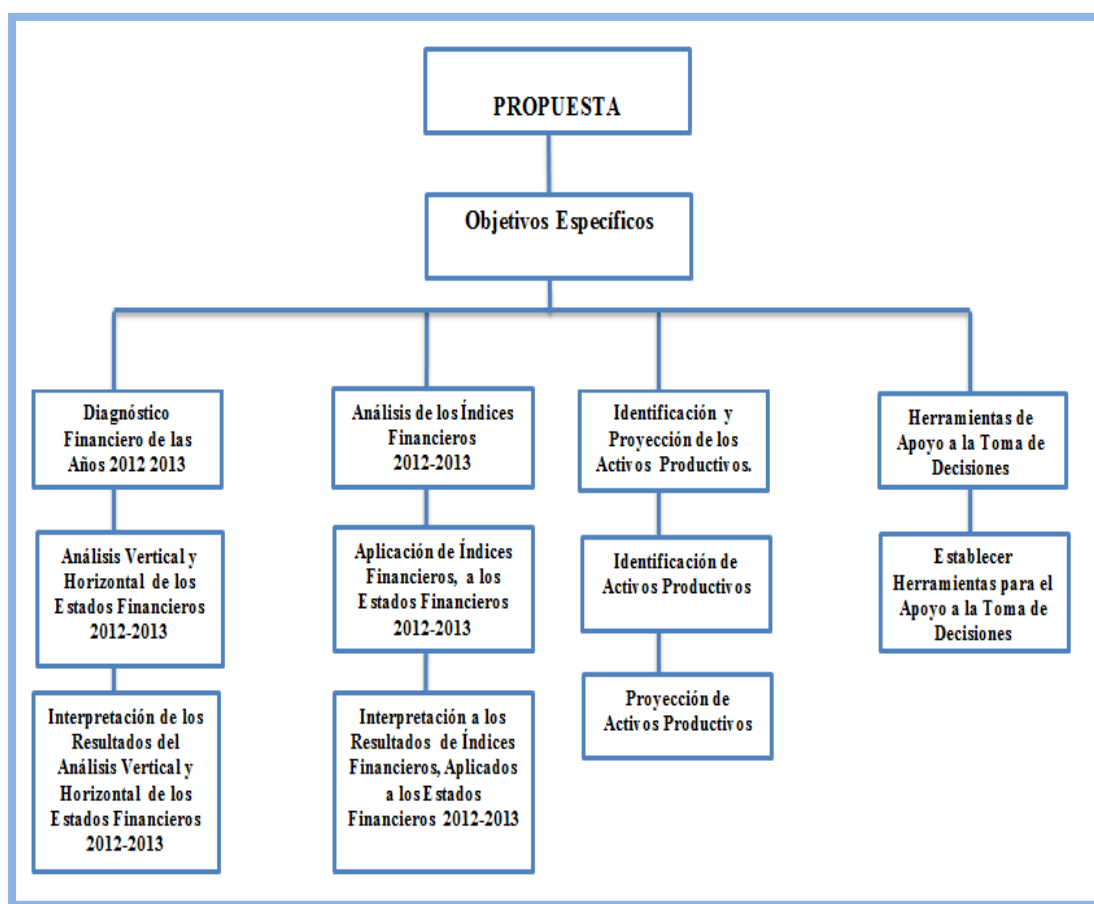 PROPUESTA
Objetivos Específicos
Diagnóstico
Financiero de las
Años 2012 2013
Análisis Vertical y
Horizontal de los
Estados Financieros
2012-2013
Interpretación de los
Resultados del
Análisis Vertical y
Horizontal de los
Estados Financieros
2012-2013
Análisis de los Índices
Financieros
2012-2013
Aplicación de Índices
Financieros, a los
Estados Financieros
2012-2013
Interpretación a los
Resultados de Índices
Financieros, Aplicados
a los Estados
Financieros 2012-2013
Identificación y
Proyección de los
Activos Productivos.
Identificación de
Activos Productivos
Proyección de
Activos Productivos
Herramientas de
Apoyo a la Toma de
Decisiones
Establecer
Herramientas para el
Apoyo a la Toma de
Decisiones